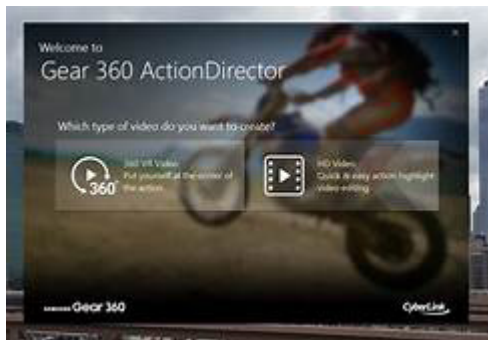 Welcome to
Gear 360 ActionDirector
Which type of video do you want to create?
360°
360 VR Video
Put yourself at the center of
the action.
HD Video
Quick & easy action highlight
video editing.
SAMSUNG Gear 360
CyberLink